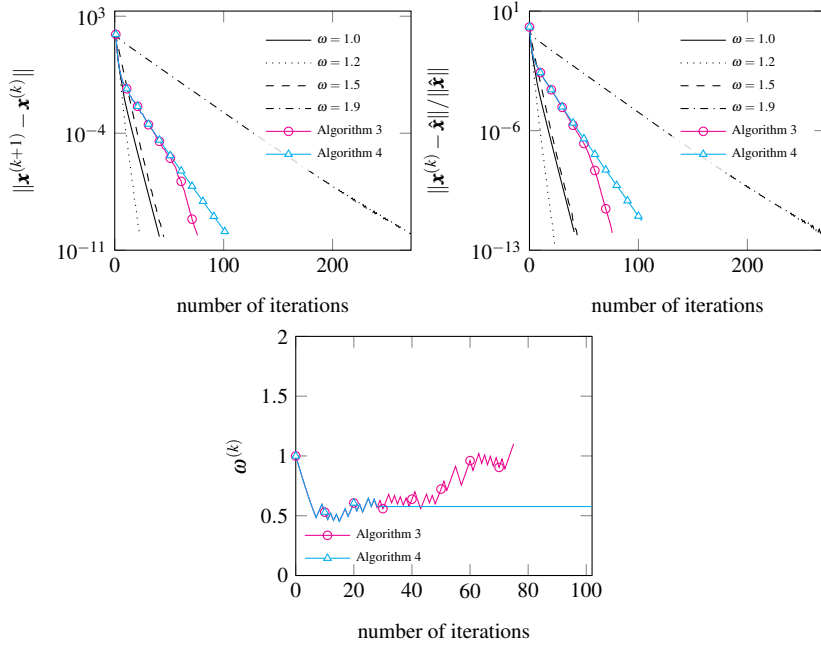 10^3
10^{-4}
10^{-11}
0
100
200
number of iterations
‖x^{(k+1)} − x^{(k)}‖
ω = 1.0
ω = 1.2
ω = 1.5
ω = 1.9
Algorithm 3
Algorithm 4
10^1
10^{-6}
10^{-13}
0
100
200
number of iterations
‖x^{(k)} − x̂‖/‖x̂‖
ω = 1.0
ω = 1.2
ω = 1.5
ω = 1.9
Algorithm 3
Algorithm 4
2
1.5
1
0.5
0
0
20
40
60
80
100
number of iterations
ω^{(k)}
Algorithm 3
Algorithm 4